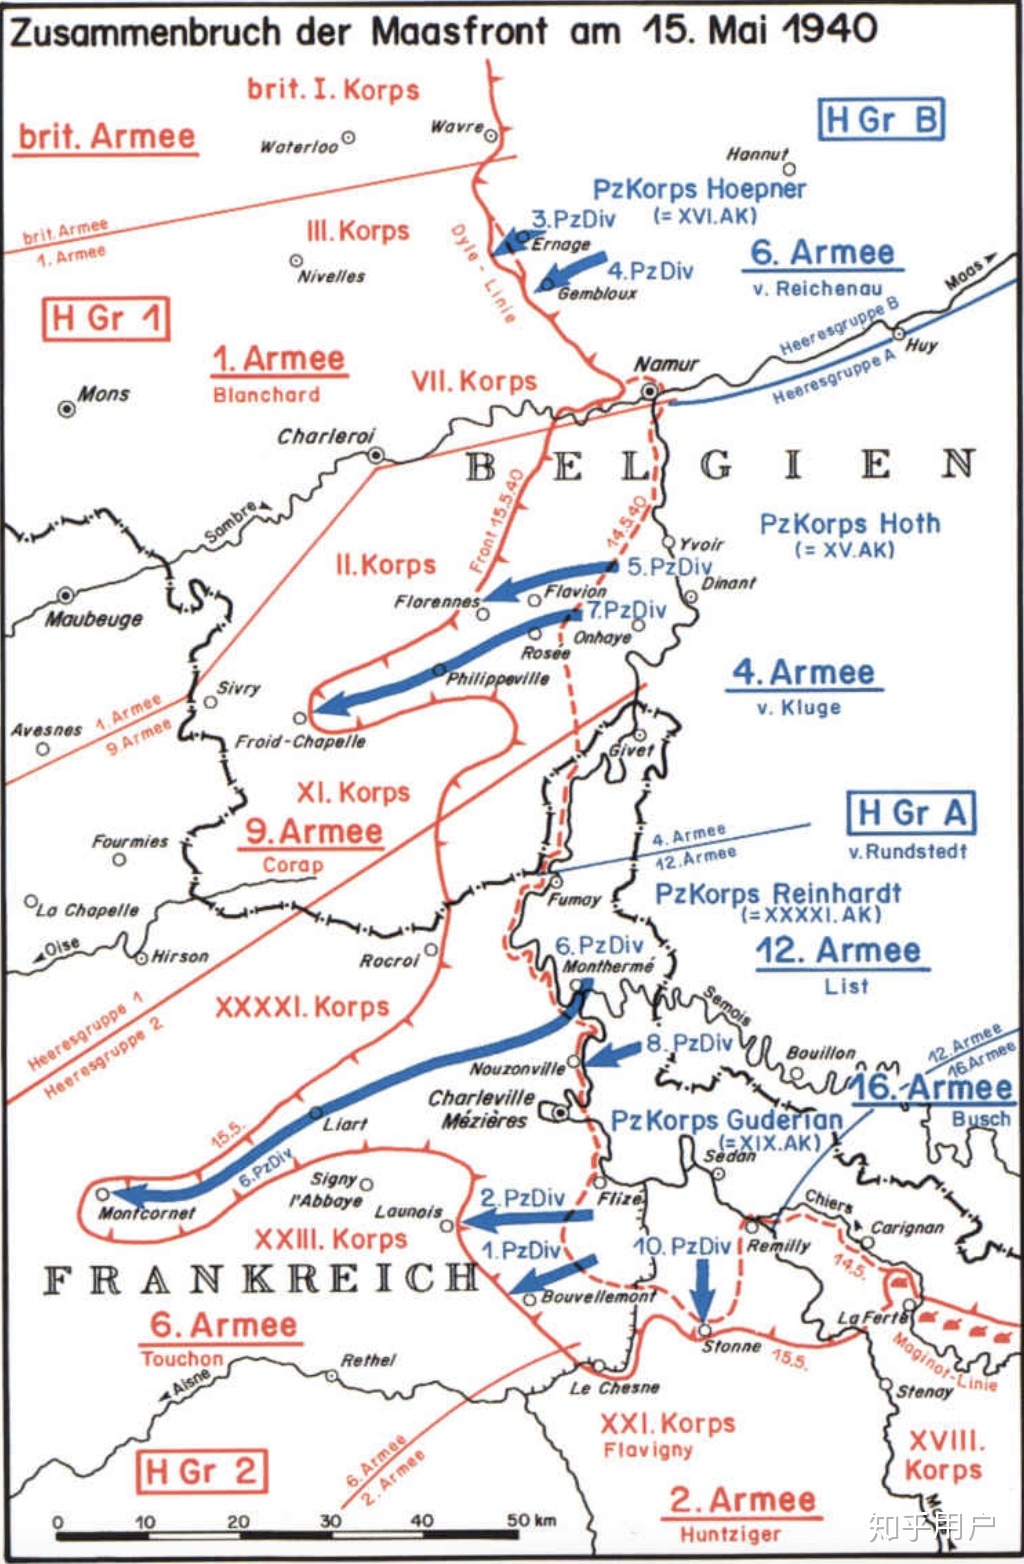 Zusammenbruch der Maasfront am 15. Mai 1940
brit. I. Korps
brit. Armee
Waterloo
Wavre
H Gr B
Hannut
PzKorps Hoepner
(= XVI.AK)
brit. Armee
1. Armee
III. Korps
3.PzDiv
Ernage
Dyle-Linie
Nivelles
4.PzDiv
Gembloux
6. Armee
v. Reichenau
Maas
H Gr 1
1. Armee
Blanchard
VII. Korps
Namur
Heeresgruppe B
Heeresgruppe A
Huy
Mons
Charleroi
BELGIEN
Sambre
Front 15.5.40
14.5.40
PzKorps Hoth
(= XV.AK)
Yvoir
II. Korps
5.PzDiv
Dinant
Maubeuge
Florennes
Flavion
7.PzDiv
Onhaye
Rosée
Philippeville
4. Armee
v. Kluge
Sivry
Avesnes
1. Armee
9. Armee
Froid-Chapelle
Givet
XI. Korps
9. Armee
Corap
H Gr A
v. Rundstedt
Fourmies
4. Armee
12. Armee
La Chapelle
Fumay
PzKorps Reinhardt
(=XXXXI. AK)
Oise
Hirson
Rocroi
6. PzDiv
Monthermé
12. Armee
List
Heeresgruppe 1
Heeresgruppe 2
XXXXI. Korps
Semois
8. PzDiv
Nouzonville
Bouillon
12. Armee
16. Armee
16. Armee
Busch
Charleville
Mézières
Liart
15.5.
PzKorps Guderian
(=XIX.AK)
6. PzDiv
Sedan
Montcornet
Signy
l'Abbaye
Launois
2. PzDiv
Flize
Chiers
XXIII. Korps
1. PzDiv
10. PzDiv
Remilly
Carignan
14.5.
FRANKREICH
Bouvellemont
6. Armee
Touchon
La Ferté
Stonne
15.5.
Maginot-Linie
Rethel
Aisne
Le Chesne
Stenay
XXI. Korps
Flavigny
XVIII.
Korps
H Gr 2
6. Armee
2. Armee
2. Armee
Huntziger
0 10 20 30 40 50 km
知乎用户